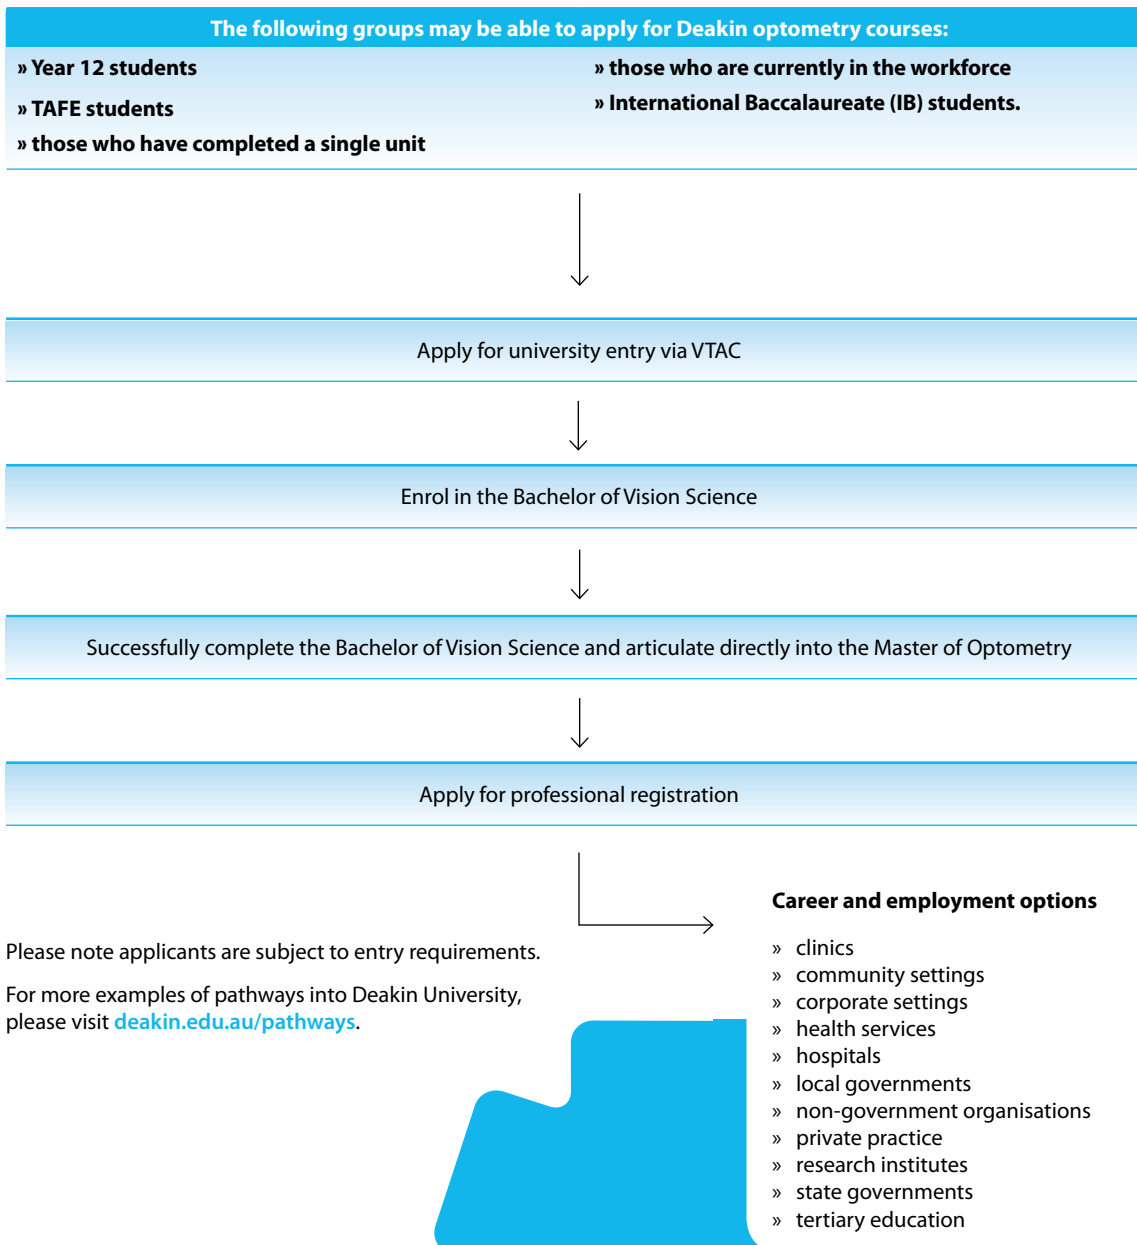 The following groups may be able to apply for Deakin optometry courses:
» Year 12 students
» TAFE students
» those who have completed a single unit
» those who are currently in the workforce
» International Baccalaureate (IB) students.
Apply for university entry via VTAC
Enrol in the Bachelor of Vision Science
Successfully complete the Bachelor of Vision Science and articulate directly into the Master of Optometry
Apply for professional registration
Please note applicants are subject to entry requirements.
For more examples of pathways into Deakin University,
please visit deakin.edu.au/pathways.
Career and employment options
» clinics
» community settings
» corporate settings
» health services
» hospitals
» local governments
» non-government organisations
» private practice
» research institutes
» state governments
» tertiary education